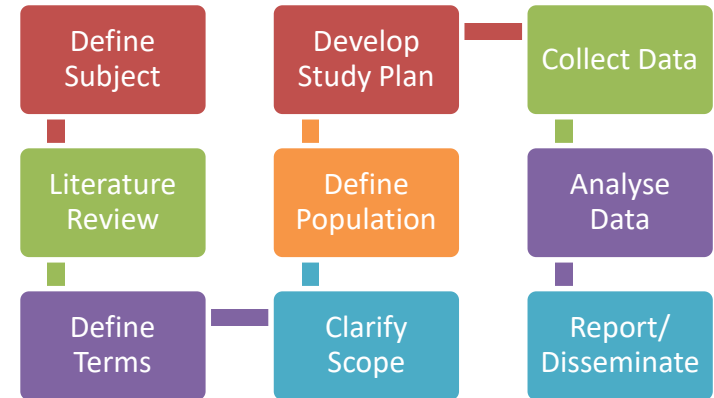 Define
Subject
Literature
Review
Define
Terms
Clarify
Scope
Define
Population
Develop
Study Plan
Collect Data
Analyse
Data
Report/
Disseminate